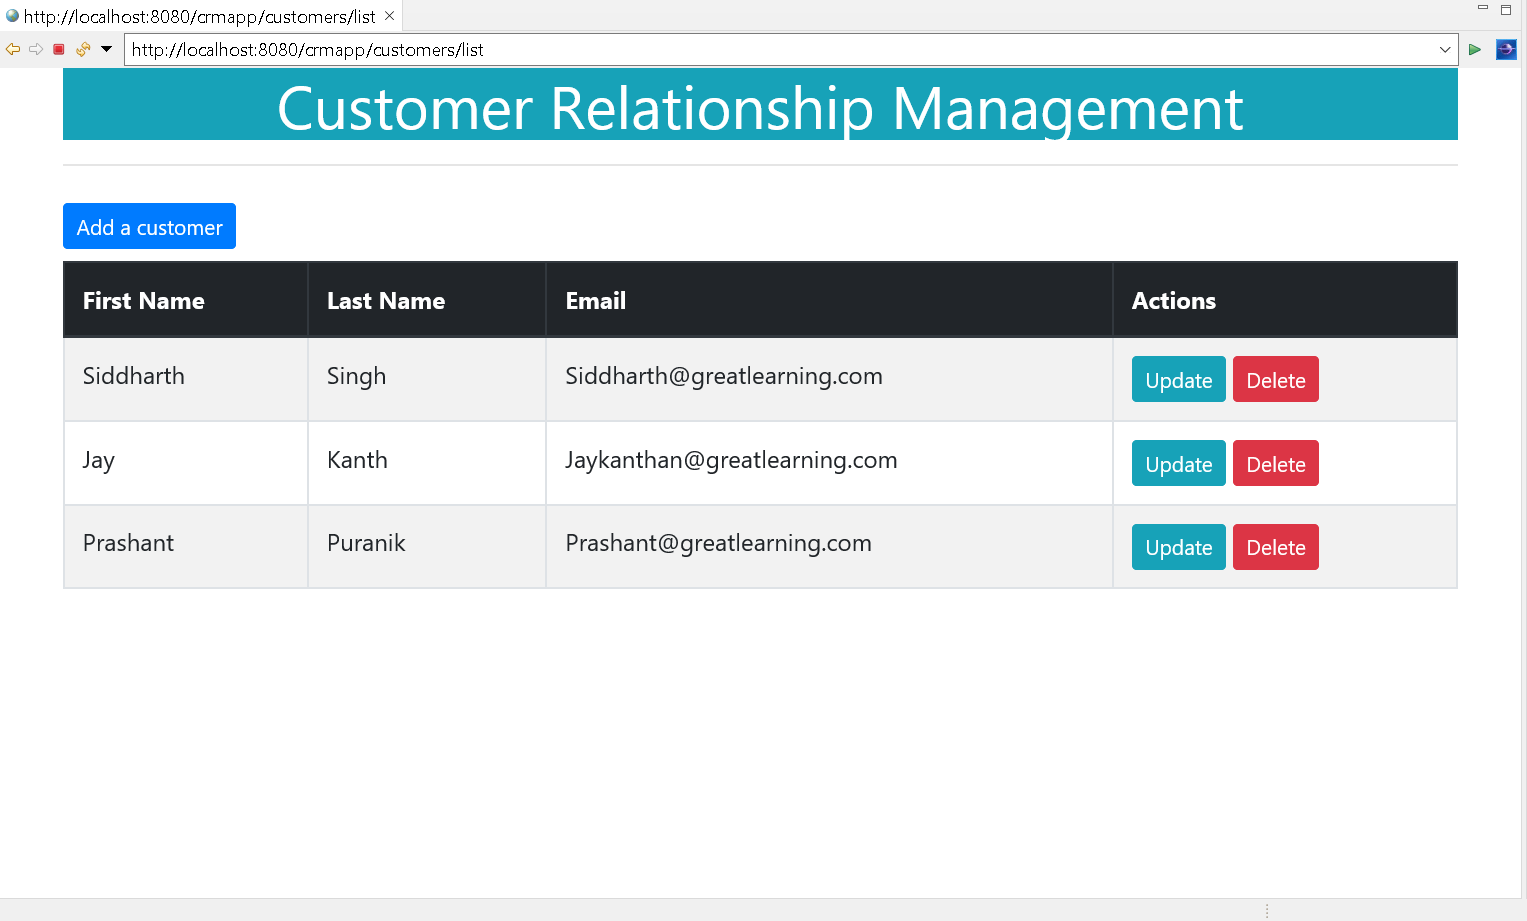 http://localhost:8080/crmapp/customers/list
http://localhost:8080/crmapp/customers/list
Customer Relationship Management
Add a customer
First Name Last Name Email Actions
Siddharth Singh Siddharth@greatlearning.com Update Delete
Jay Kanth Jaykanthan@greatlearning.com Update Delete
Prashant Puranik Prashant@greatlearning.com Update Delete